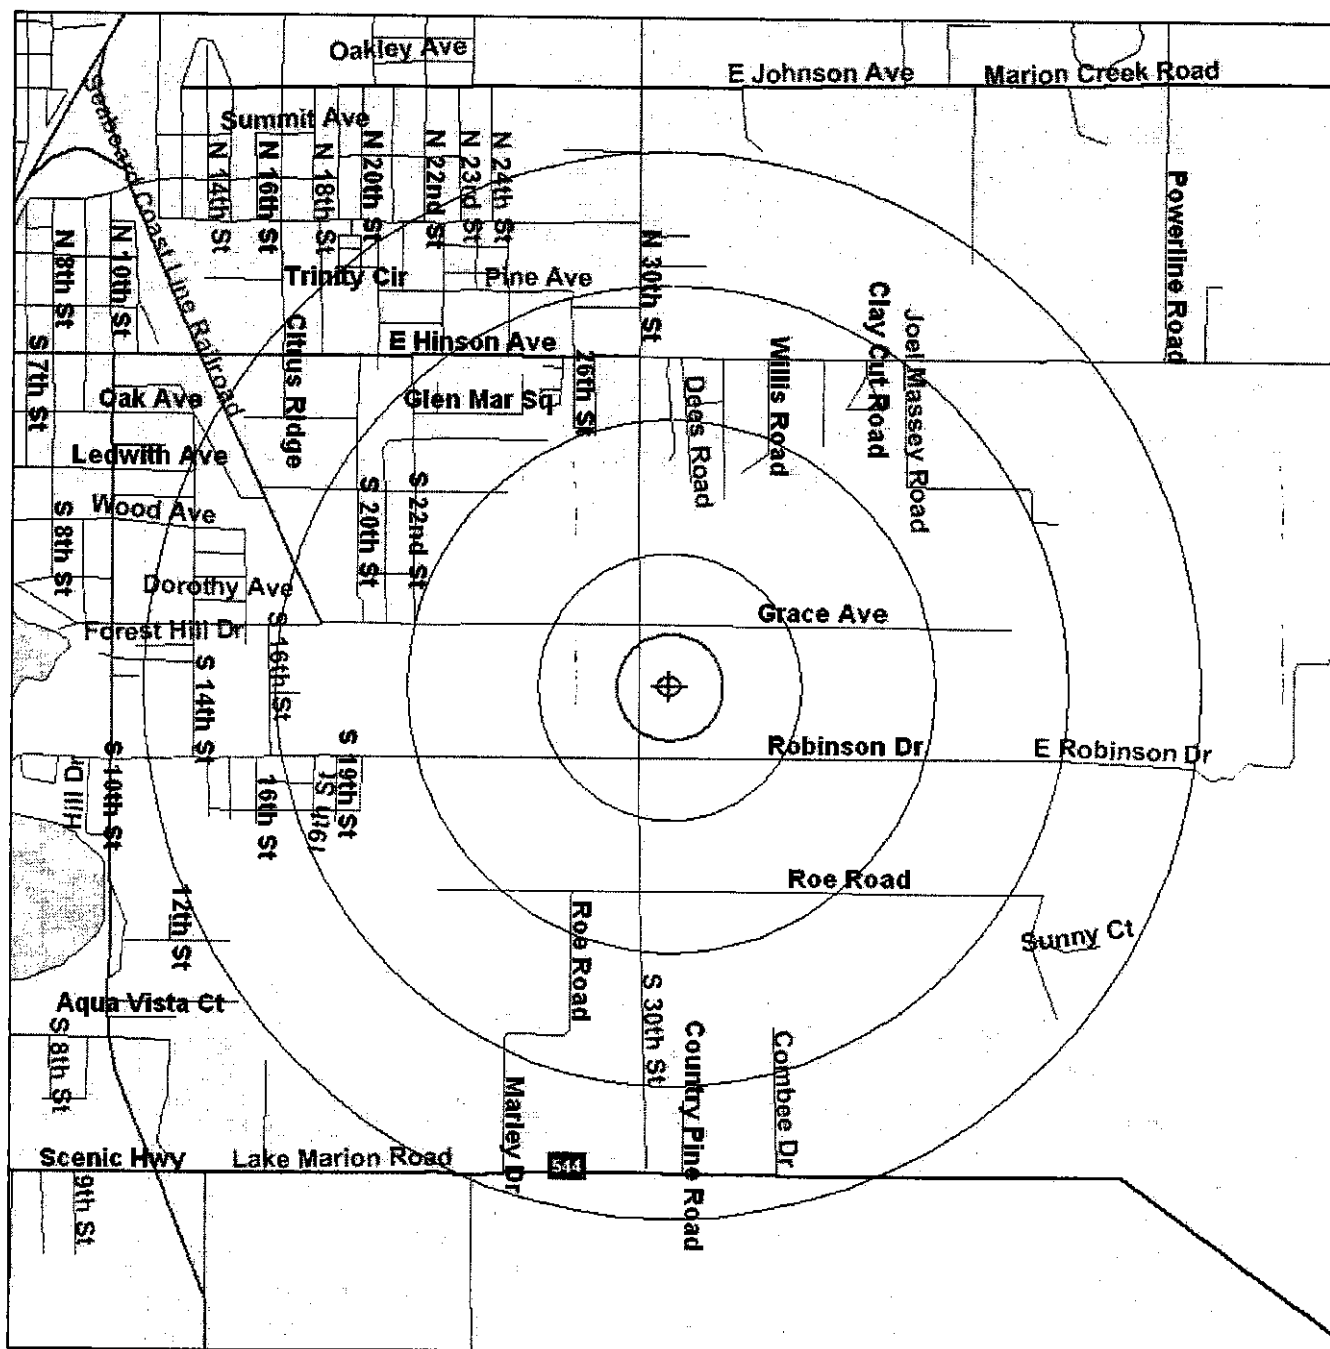 Oakley Ave
E Johnson Ave
Marion Creek Road
Seaboard Coast Line Railroad
Summit Ave
N 14th St
N 16th St
N 18th St
N 20th St
N 22nd St
N 23rd St
N 24th St
Powerline Road
N 8th St
N 10th St
N 30th St
Trinity Cir
Pine Ave
Clay Cut Road
Joel Massey Road
Citrus Ridge
E Hinson Ave
S 7th St
26th St
Dees Road
Willis Road
Oak Ave
Glen Mar Sq
Ledwith Ave
S 20th St
S 22nd St
Wood Ave
S 8th St
Dorothy Ave
Grace Ave
Forest Hill Dr
S 16th St
S 14th St
Robinson Dr
E Robinson Dr
Hill Dr
S 10th St
16th St
19th St
S 19th St
Roe Road
12th St
Roe Road
Sunny Ct
Aqua Vista Ct
S 30th St
S 8th St
Country Pine Road
Combee Dr
Marley Dr
Scenic Hwy
Lake Marion Road
544
9th St